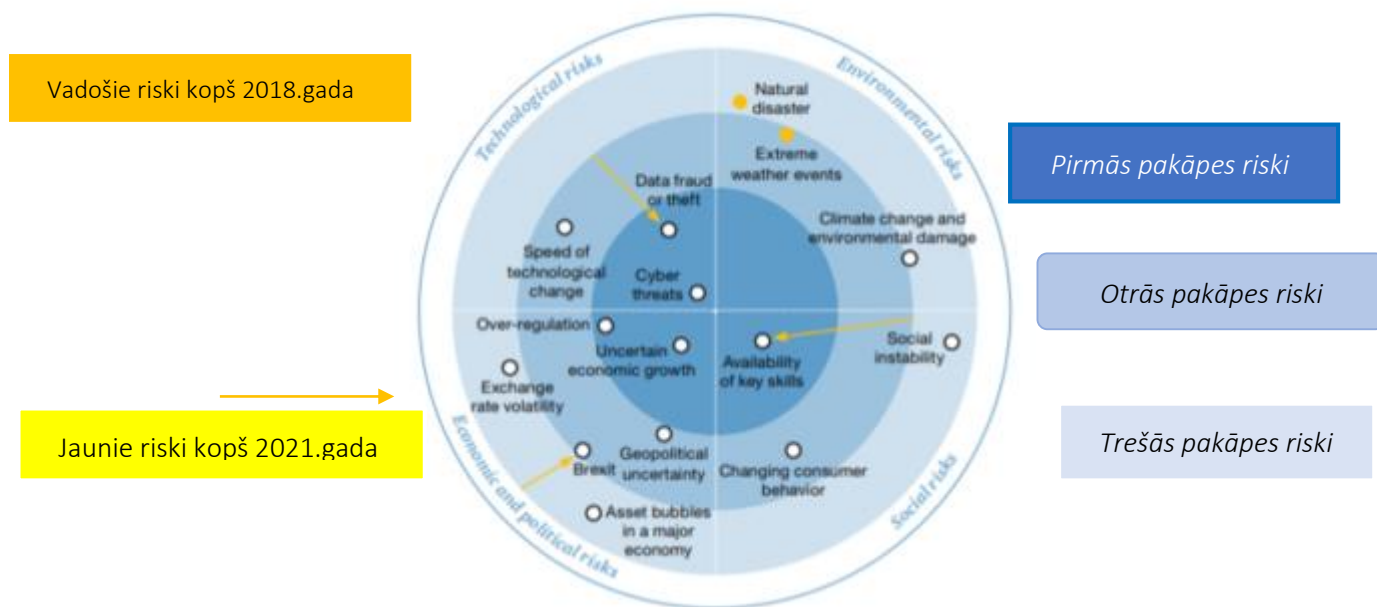 Vadošie riski kopš 2018.gada
Jaunie riski kopš 2021.gada
Technological risks
Environmental risks
Natural
disaster
Extreme
weather events
Data fraud
or theft
Climate change and
environmental damage
Speed of
technological
change
Cyber
threats
Over-regulation
Uncertain
economic growth
Availability
of key skills
Social
instability
Exchange
rate volatility
Brexit
Geopolitical
uncertainty
Changing consumer
behavior
Asset bubbles
in a major
economy
Economic and political risks
Social risks
Pirmās pakāpes riski
Otrās pakāpes riski
Trešās pakāpes riski